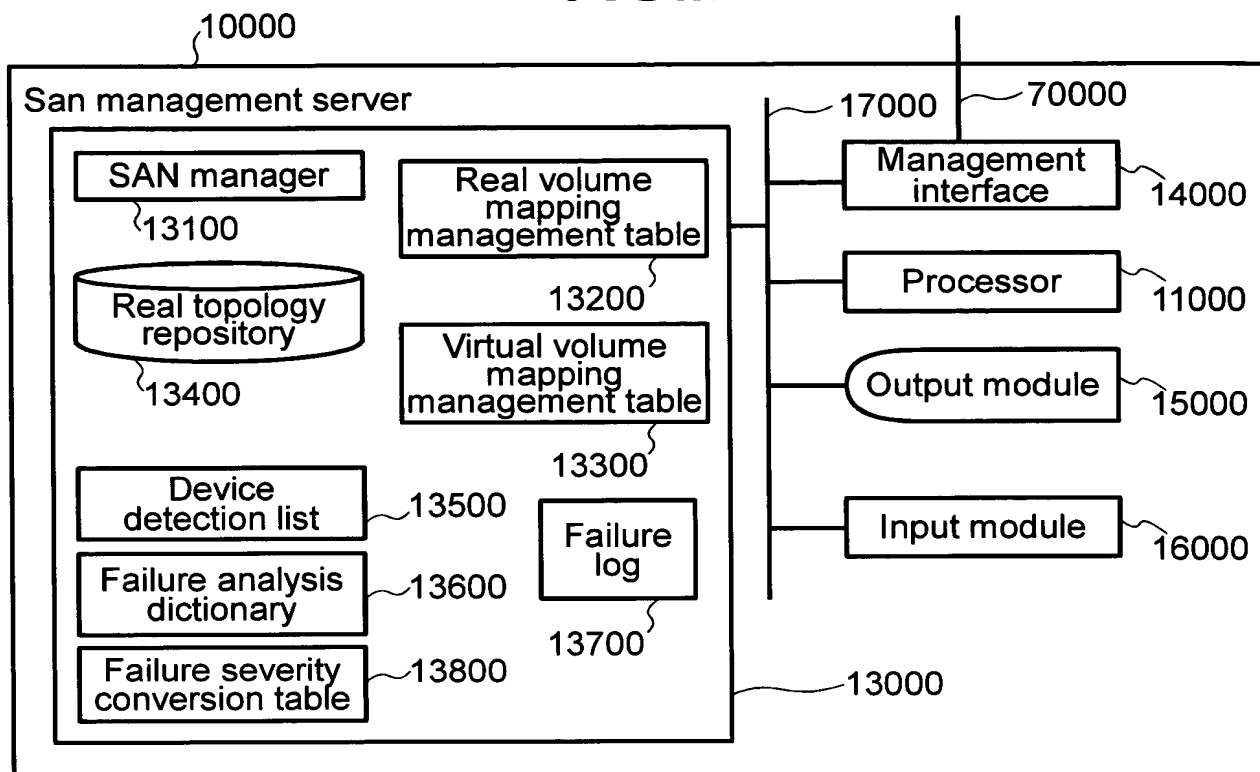 10000
San management server
SAN manager
13100
Real topology
repository
13400
Real volume
mapping
management table
13200
Virtual volume
mapping
management table
13300
Device
detection list
13500
Failure analysis
dictionary
13600
Failure severity
conversion table
13800
Failure
log
13700
13000
17000
70000
Management
interface
14000
Processor
11000
Output module
15000
Input module
16000